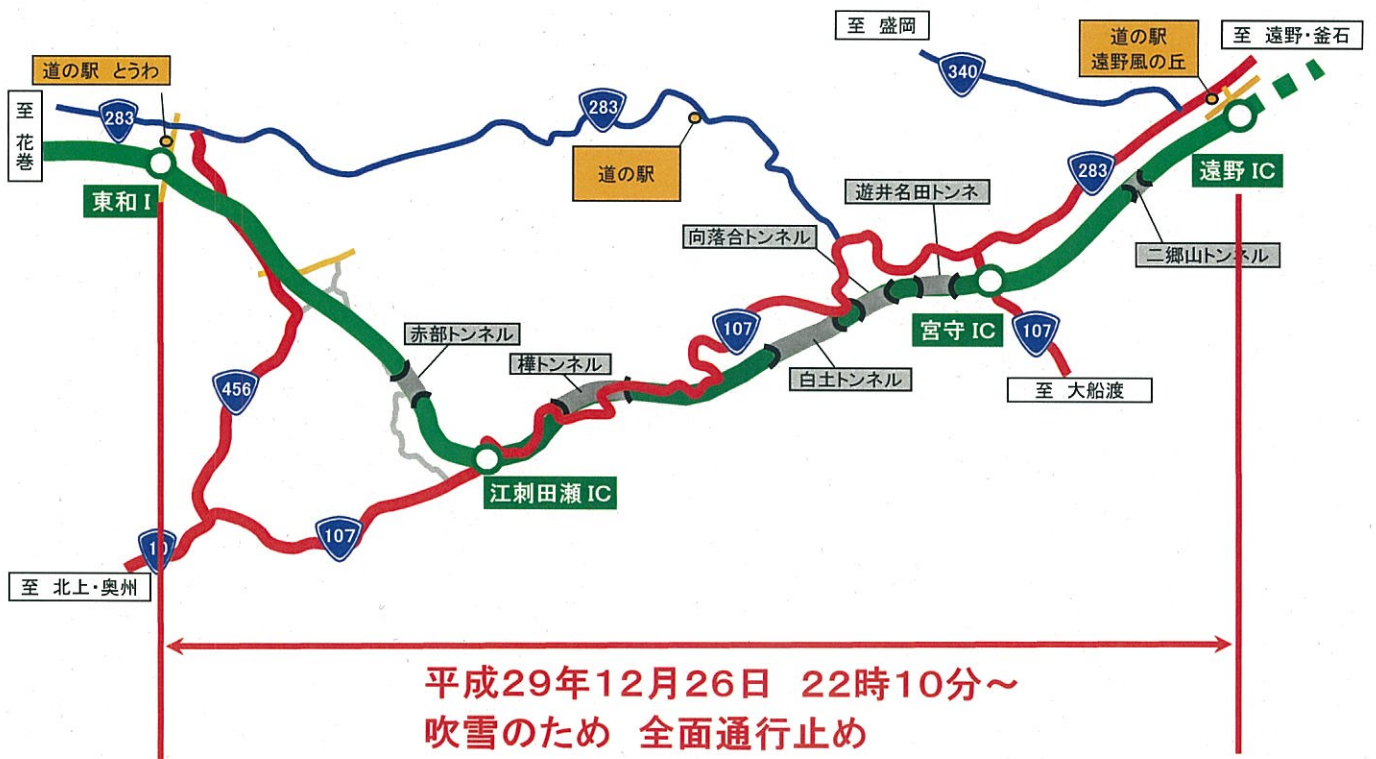 至 盛岡
道の駅
遠野風の丘
至 遠野・釜石
道の駅 とうわ
340
至 花巻
283
283
道の駅
283
遠野 IC
東和 I
遊井名田トンネ
向落合トンネル
二郷山トンネル
赤部トンネル
107
宮守 IC
107
樺トンネル
白土トンネル
至 大船渡
456
江刺田瀬 IC
107
10
至 北上・奥州
平成29年12月26日 22時10分～
吹雪のため 全面通行止め